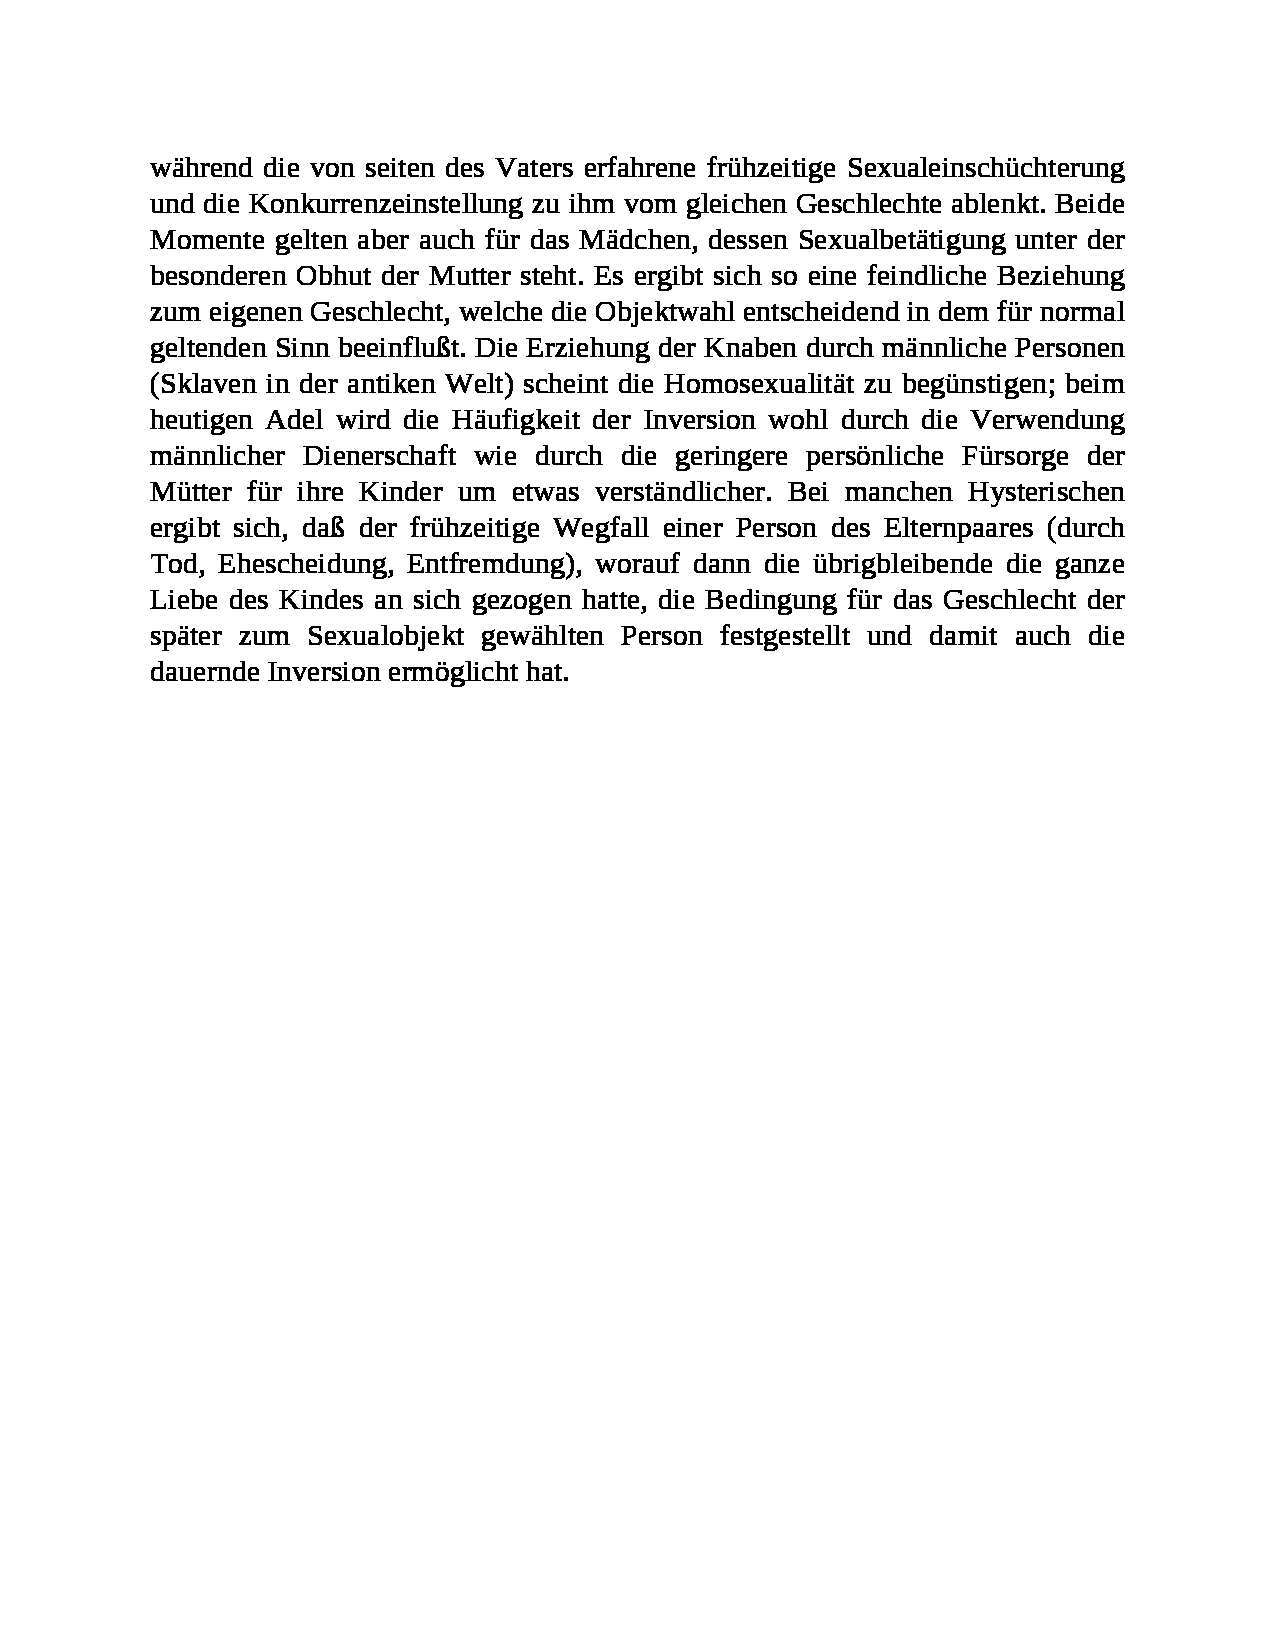 während die von seiten des Vaters erfahrene frühzeitige Sexualeinschüchterung
und die Konkurrenzeinstellung zu ihm vom gleichen Geschlechte ablenkt. Beide
Momente gelten aber auch für das Mädchen, dessen Sexualbetätigung unter der
besonderen Obhut der Mutter steht. Es ergibt sich so eine feindliche Beziehung
zum eigenen Geschlecht, welche die Objektwahl entscheidend in dem für normal
geltenden Sinn beeinflußt. Die Erziehung der Knaben durch männliche Personen
(Sklaven in der antiken Welt) scheint die Homosexualität zu begünstigen; beim
heutigen Adel wird die Häufigkeit der Inversion wohl durch die Verwendung
männlicher Dienerschaft wie durch die geringere persönliche Fürsorge der
Mütter für ihre Kinder um etwas verständlicher. Bei manchen Hysterischen
ergibt sich, daß der frühzeitige Wegfall einer Person des Elternpaares (durch
Tod, Ehescheidung, Entfremdung), worauf dann die übrigbleibende die ganze
Liebe des Kindes an sich gezogen hatte, die Bedingung für das Geschlecht der
später zum Sexualobjekt gewählten Person festgestellt und damit auch die
dauernde Inversion ermöglicht hat.